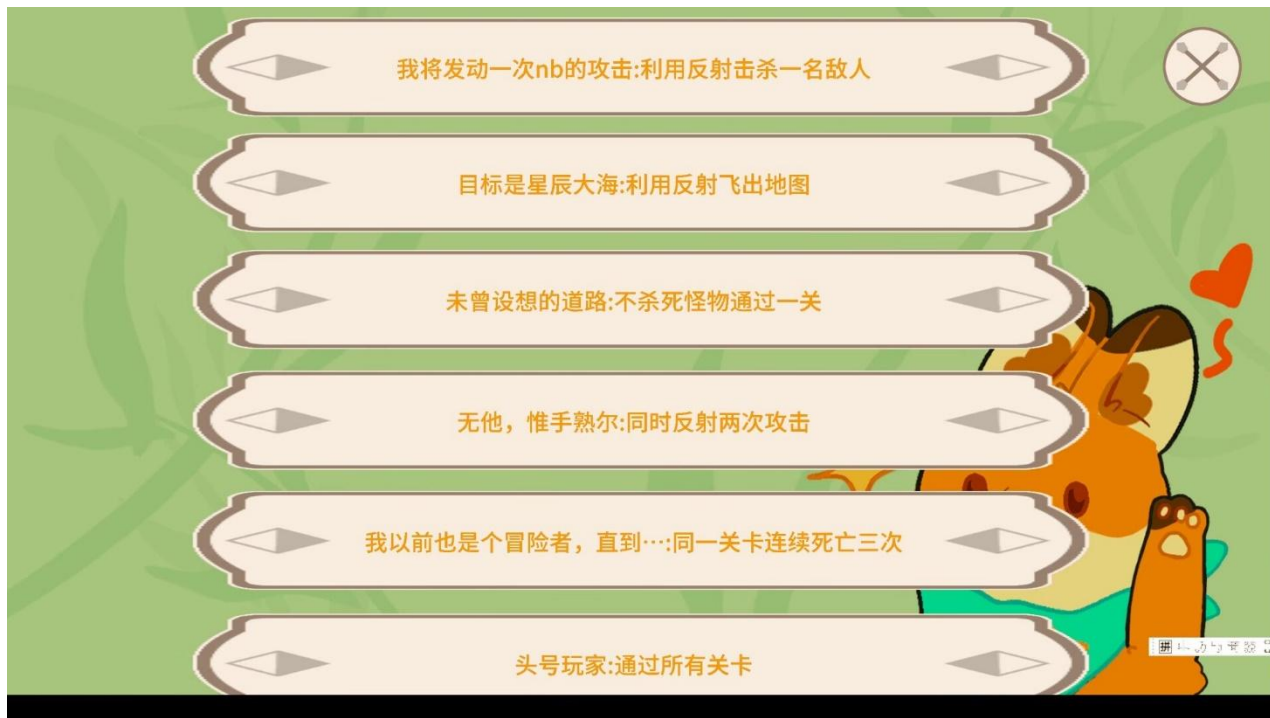 我将发动一次nb的攻击:利用反射击杀一名敌人
目标是星辰大海:利用反射飞出地图
未曾设想的道路:不杀死怪物通过一关
无他，惟手熟尔:同时反射两次攻击
我以前也是个冒险者，直到…:同一关卡连续死亡三次
头号玩家:通过所有关卡
拼